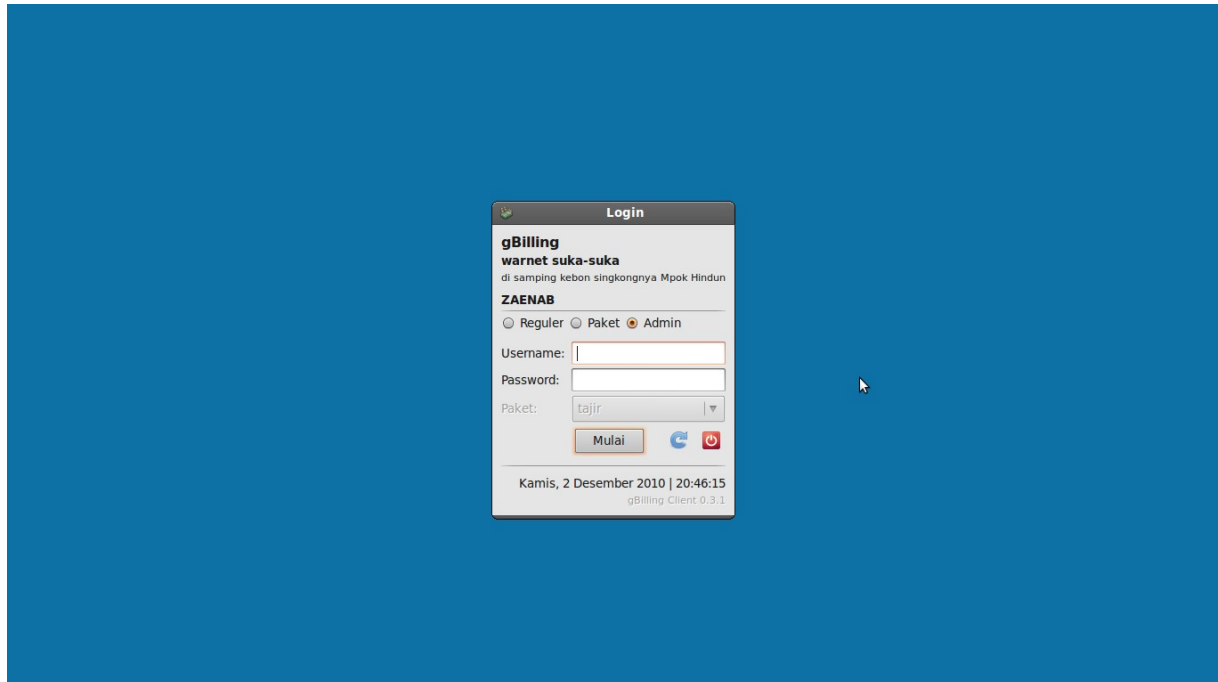 Login
gBilling
warnet suka-suka
di samping kebon singkongnya Mpok Hindun
ZAENAB
Reguler Paket Admin
Username:
Password:
Paket: tajir
Mulai
Kamis, 2 Desember 2010 | 20:46:15
gBilling Client 0.3.1